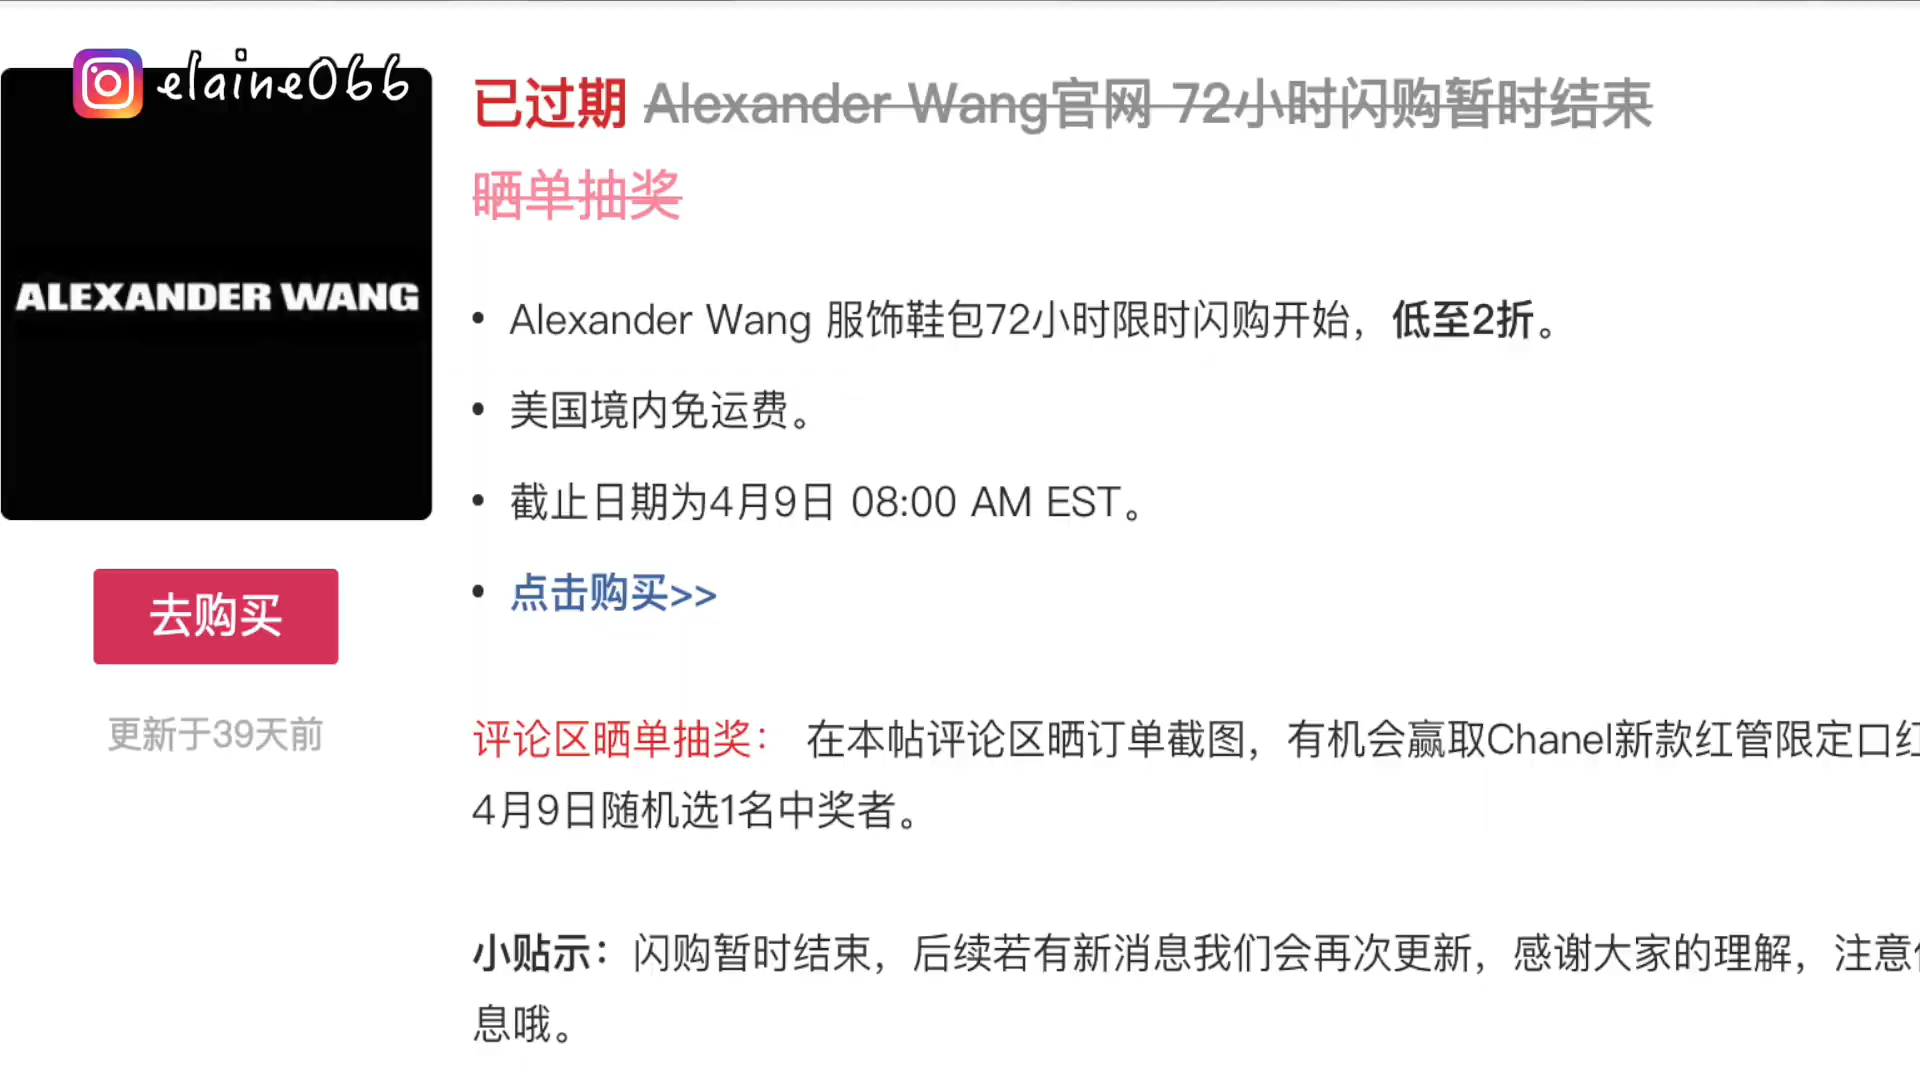 elaine066
已过期 Alexander Wang官网 72小时闪购暂时结束
晒单抽奖
ALEXANDER WANG
• Alexander Wang 服饰鞋包72小时限时闪购开始，低至2折。
• 美国境内免运费。
• 截止日期为4月9日 08:00 AM EST。
• 点击购买>>
去购买
更新于39天前
评论区晒单抽奖： 在本帖评论区晒订单截图，有机会赢取Chanel新款红管限定口红
4月9日随机选1名中奖者。
小贴示：闪购暂时结束，后续若有新消息我们会再次更新，感谢大家的理解，注意
息哦。